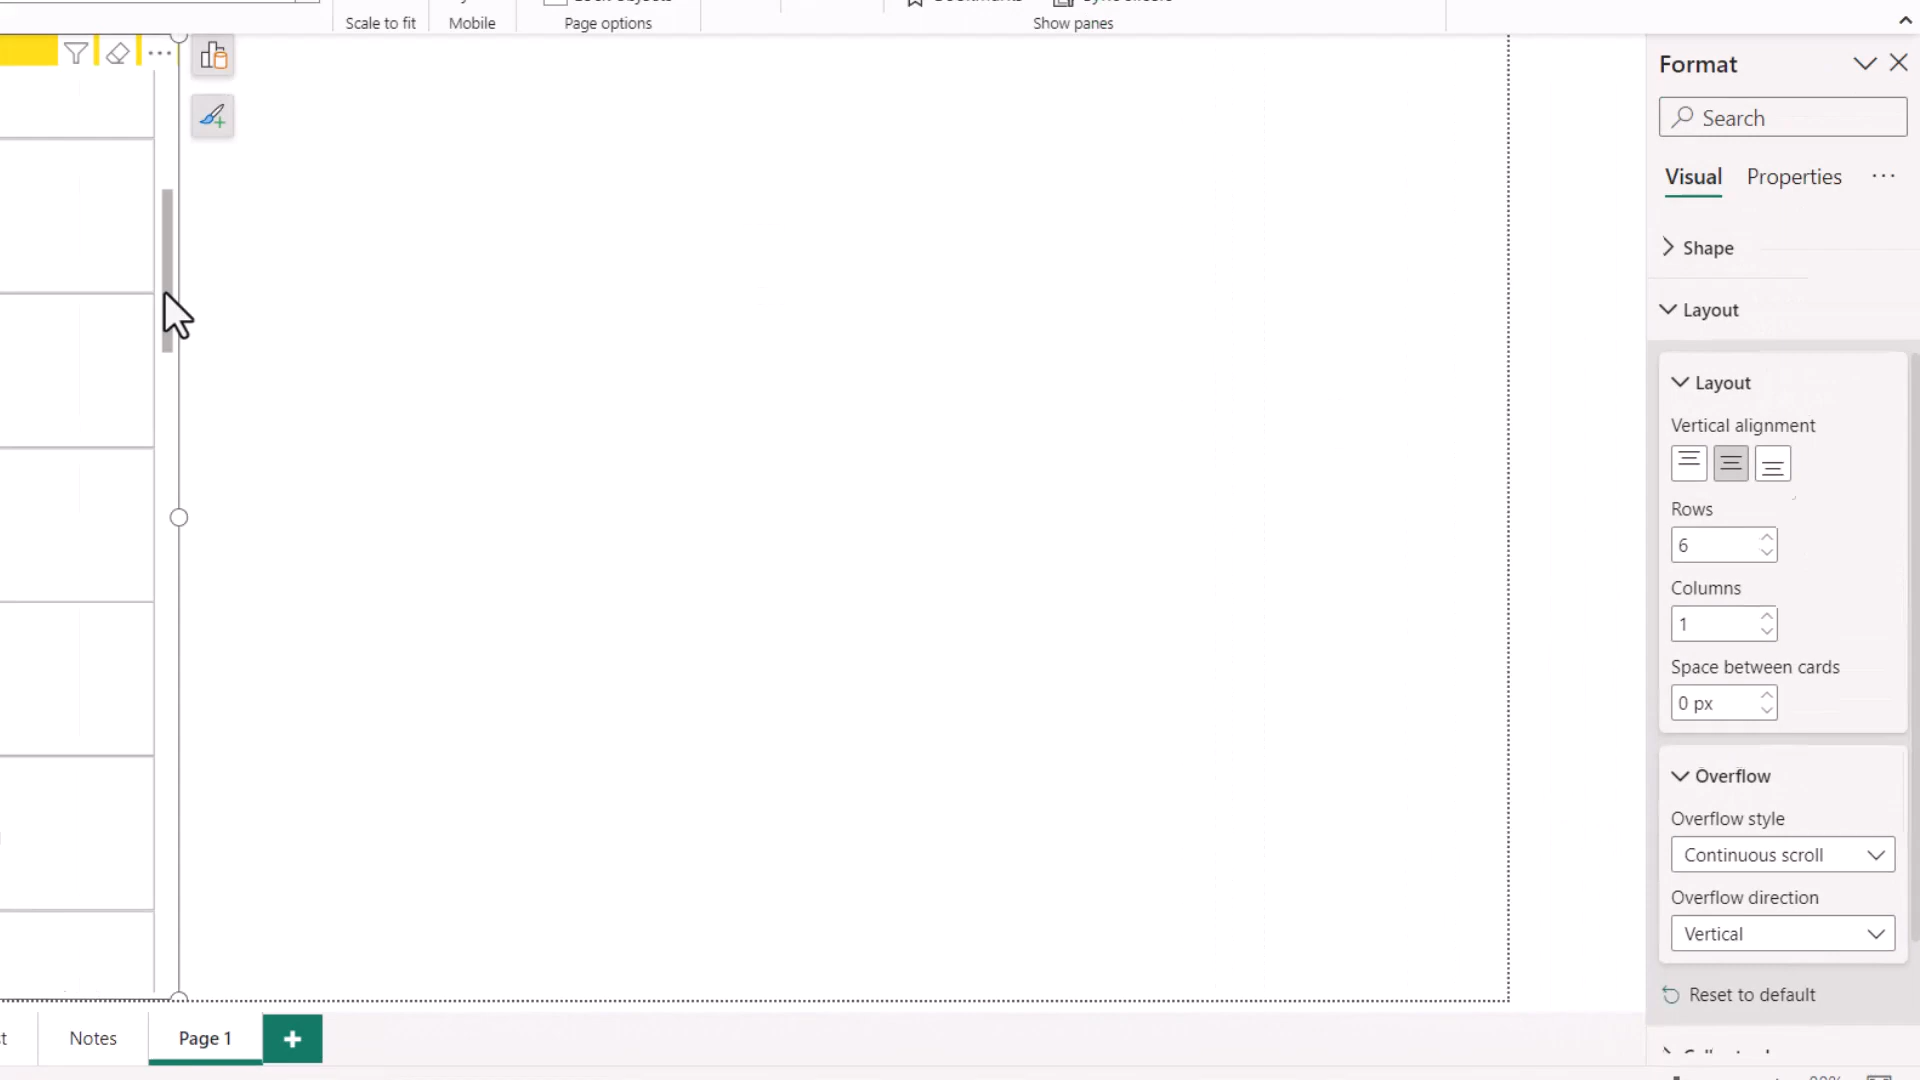 Scale to fit
Mobile
Page options
Show panes
Format
Search
Visual Properties
Shape
Layout
Layout
Vertical alignment
Rows
6
Columns
1
Space between cards
0 px
Overflow
Overflow style
Continuous scroll
Overflow direction
Vertical
Reset to default
Notes
Page 1